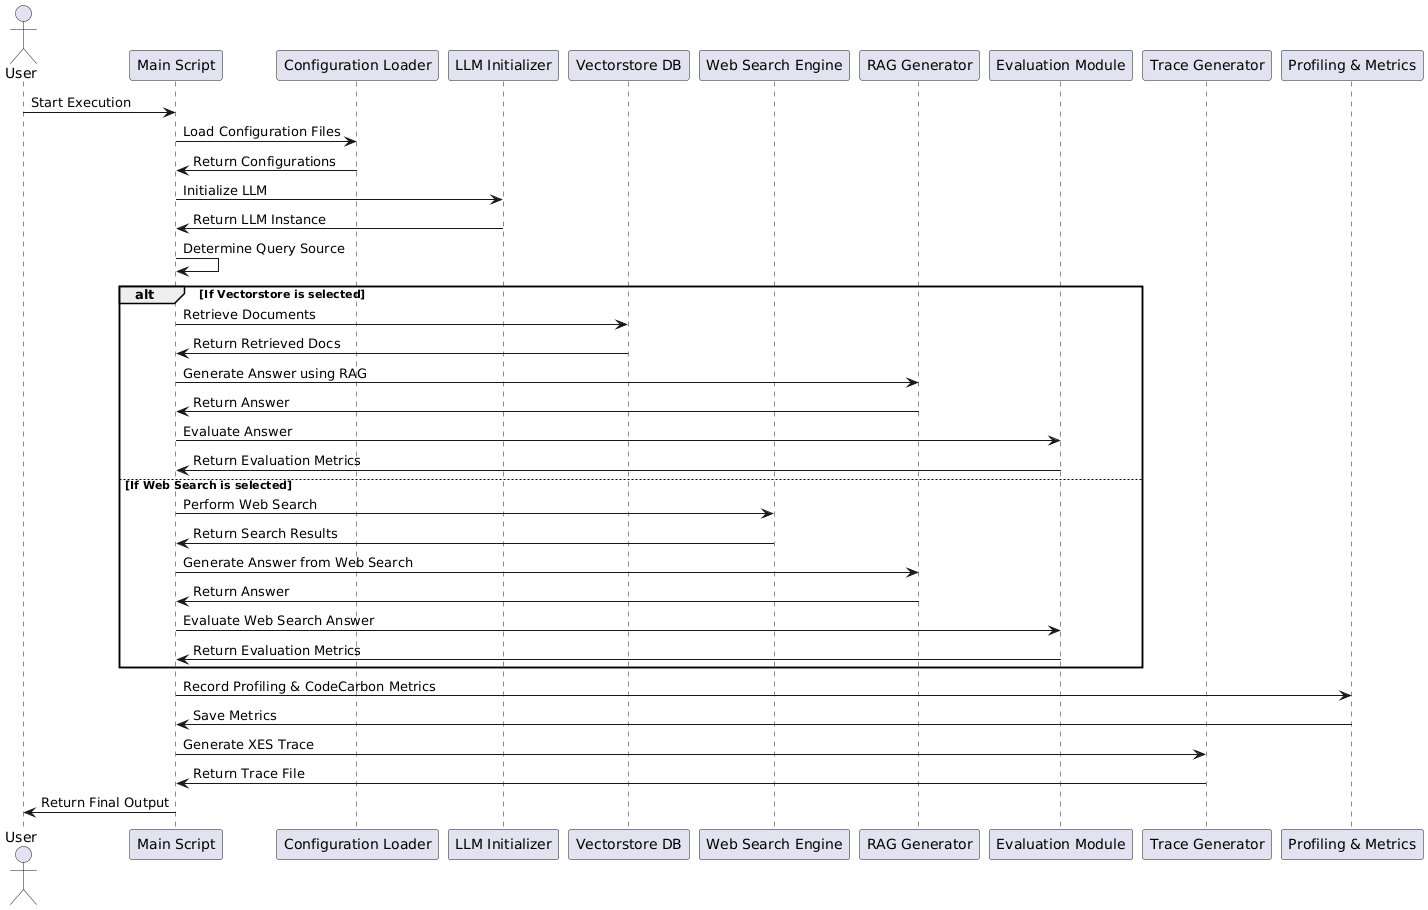 User
Main Script
Configuration Loader
LLM Initializer
Vectorstore DB
Web Search Engine
RAG Generator
Evaluation Module
Trace Generator
Profiling & Metrics
Start Execution
Load Configuration Files
Return Configurations
Initialize LLM
Return LLM Instance
Determine Query Source
alt
[If Vectorstore is selected]
Retrieve Documents
Return Retrieved Docs
Generate Answer using RAG
Return Answer
Evaluate Answer
Return Evaluation Metrics
[If Web Search is selected]
Perform Web Search
Return Search Results
Generate Answer from Web Search
Return Answer
Evaluate Web Search Answer
Return Evaluation Metrics
Record Profiling & CodeCarbon Metrics
Save Metrics
Generate XES Trace
Return Trace File
Return Final Output
User
Main Script
Configuration Loader
LLM Initializer
Vectorstore DB
Web Search Engine
RAG Generator
Evaluation Module
Trace Generator
Profiling & Metrics